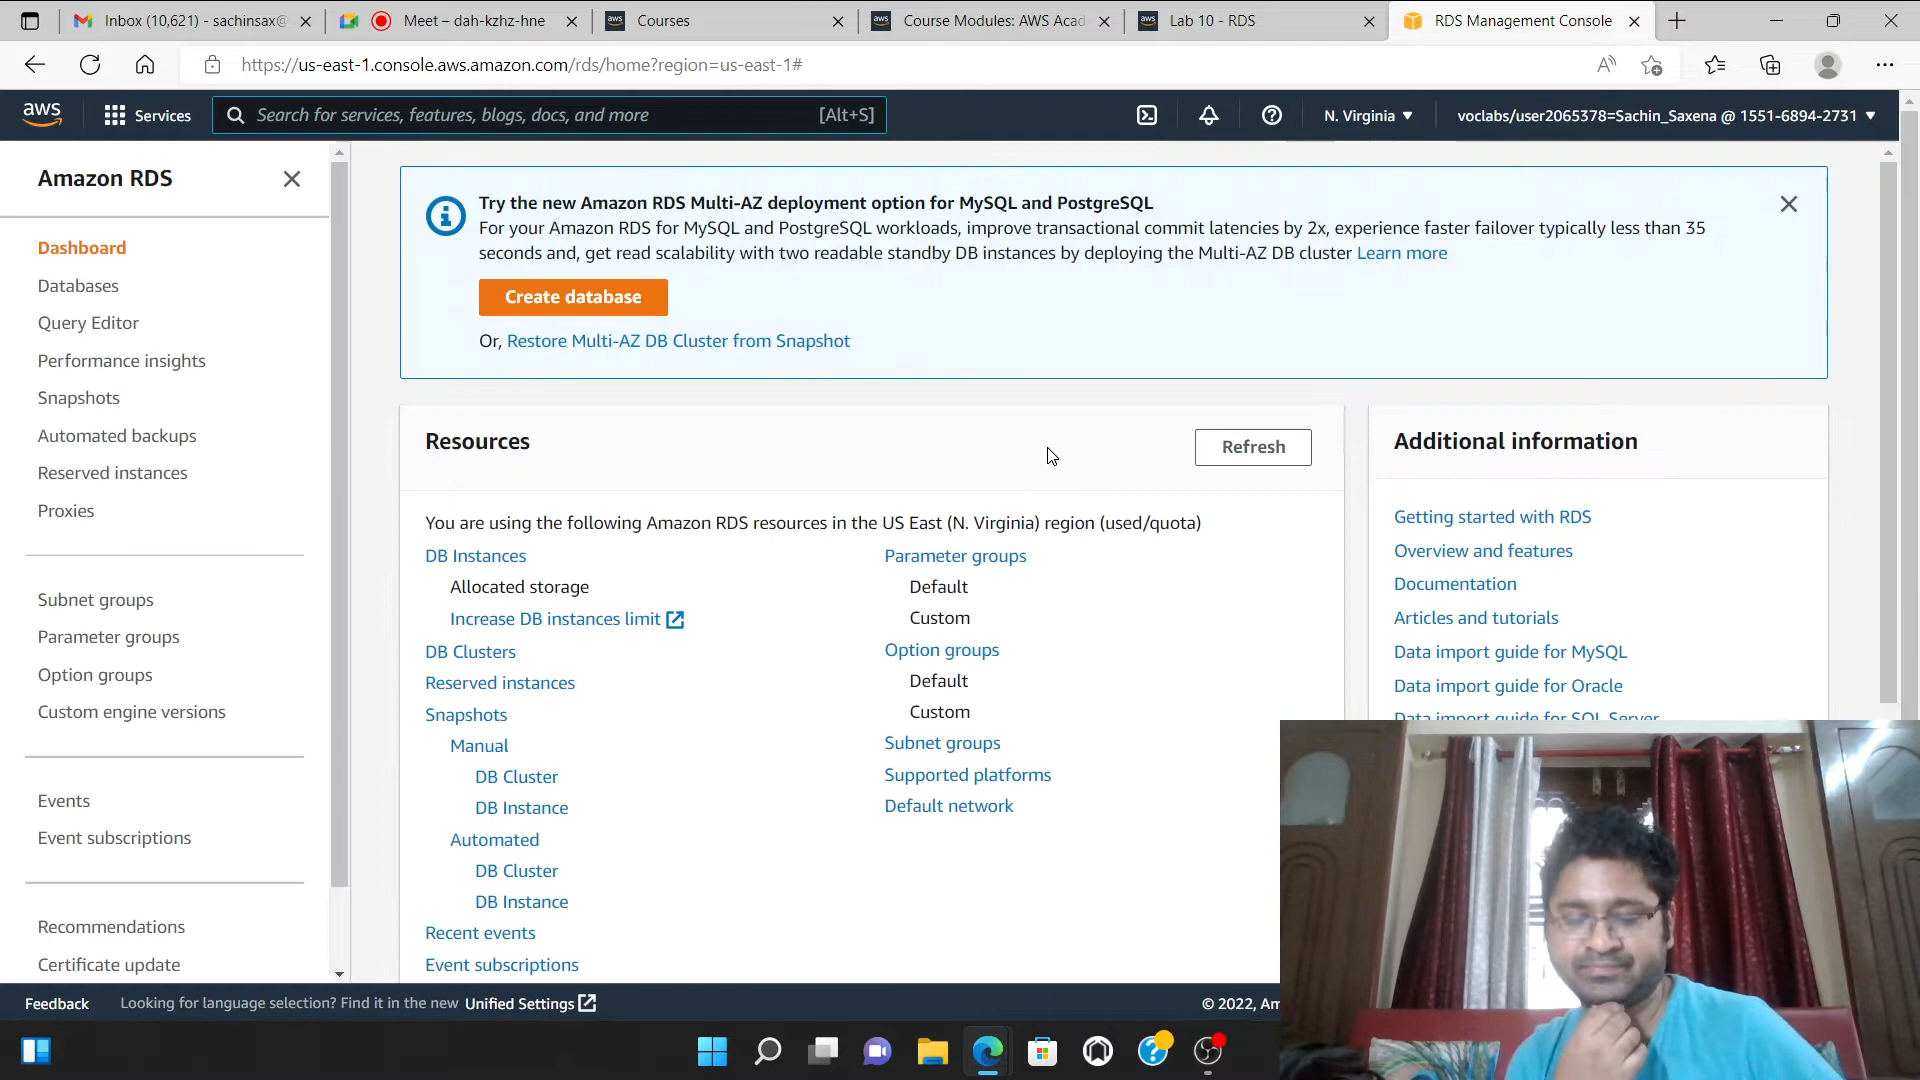 Inbox (10,621) - sachinsax@
Meet – dah-kzhz-hne
Courses
Course Modules: AWS Acad
Lab 10 - RDS
RDS Management Console
https://us-east-1.console.aws.amazon.com/rds/home?region=us-east-1#
aws
Services
Search for services, features, blogs, docs, and more
[Alt+S]
N. Virginia
voclabs/user2065378=Sachin_Saxena @ 1551-6894-2731
Amazon RDS
Dashboard
Databases
Query Editor
Performance insights
Snapshots
Automated backups
Reserved instances
Proxies
Subnet groups
Parameter groups
Option groups
Custom engine versions
Events
Event subscriptions
Recommendations
Certificate update
Try the new Amazon RDS Multi-AZ deployment option for MySQL and PostgreSQL
For your Amazon RDS for MySQL and PostgreSQL workloads, improve transactional commit latencies by 2x, experience faster failover typically less than 35
seconds and, get read scalability with two readable standby DB instances by deploying the Multi-AZ DB cluster Learn more
Create database
Or, Restore Multi-AZ DB Cluster from Snapshot
Resources
Refresh
You are using the following Amazon RDS resources in the US East (N. Virginia) region (used/quota)
DB Instances
Allocated storage
Increase DB instances limit
DB Clusters
Reserved instances
Snapshots
Manual
DB Cluster
DB Instance
Automated
DB Cluster
DB Instance
Recent events
Event subscriptions
Parameter groups
Default
Custom
Option groups
Default
Custom
Subnet groups
Supported platforms
Default network
Additional information
Getting started with RDS
Overview and features
Documentation
Articles and tutorials
Data import guide for MySQL
Data import guide for Oracle
Data import guide for SQL Server
Feedback
Looking for language selection? Find it in the new Unified Settings
© 2022, Am